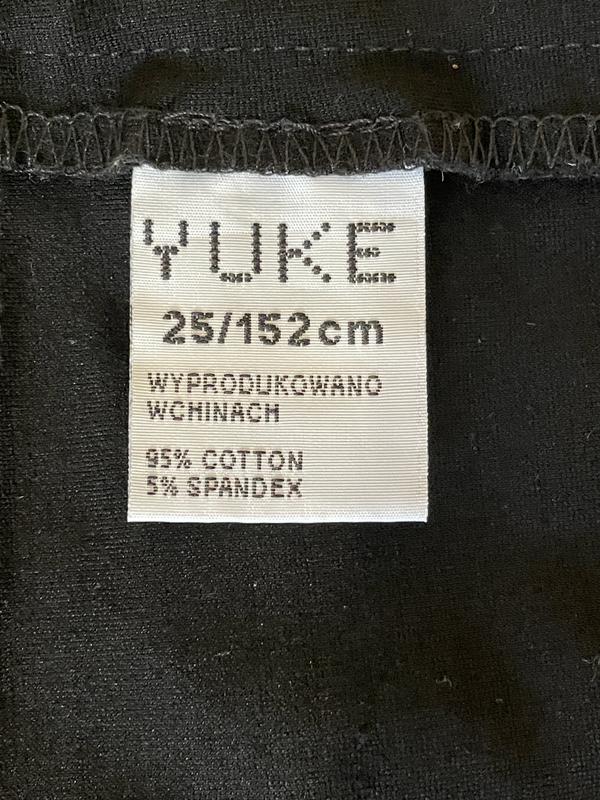 YUKE
25/152cm
WYPRODUKOWANO
WCHINACH
95% COTTON
5% SPANDEX